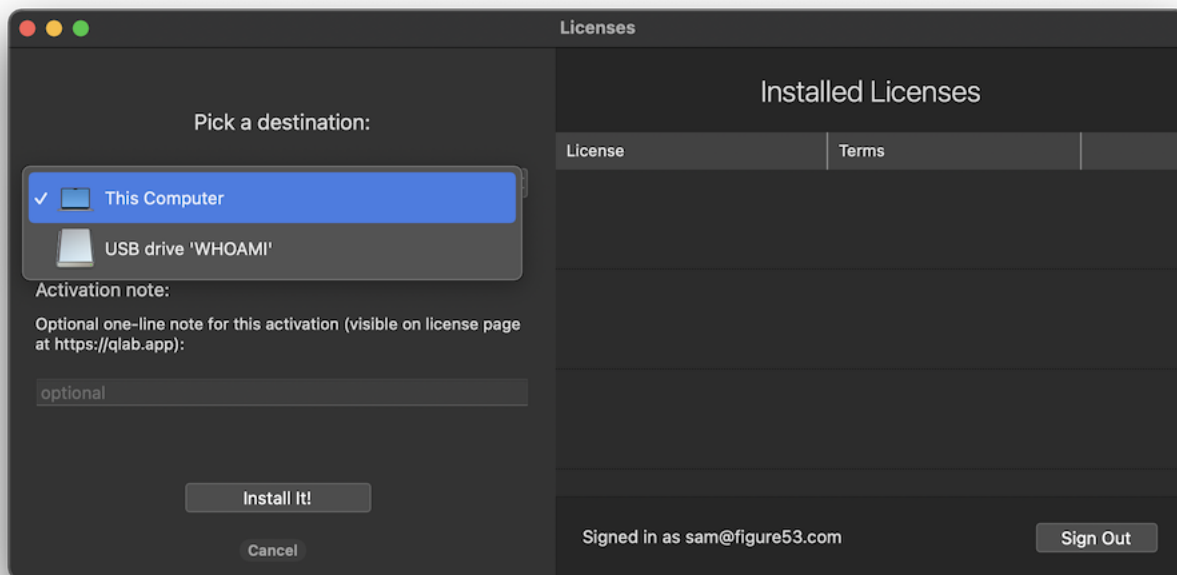 Licenses
Pick a destination:
This Computer
USB drive 'WHOAMI'
Activation note:
Optional one-line note for this activation (visible on license page
at https://qlab.app):
optional
Install It!
Cancel
Installed Licenses
License
Terms
Signed in as sam@figure53.com
Sign Out